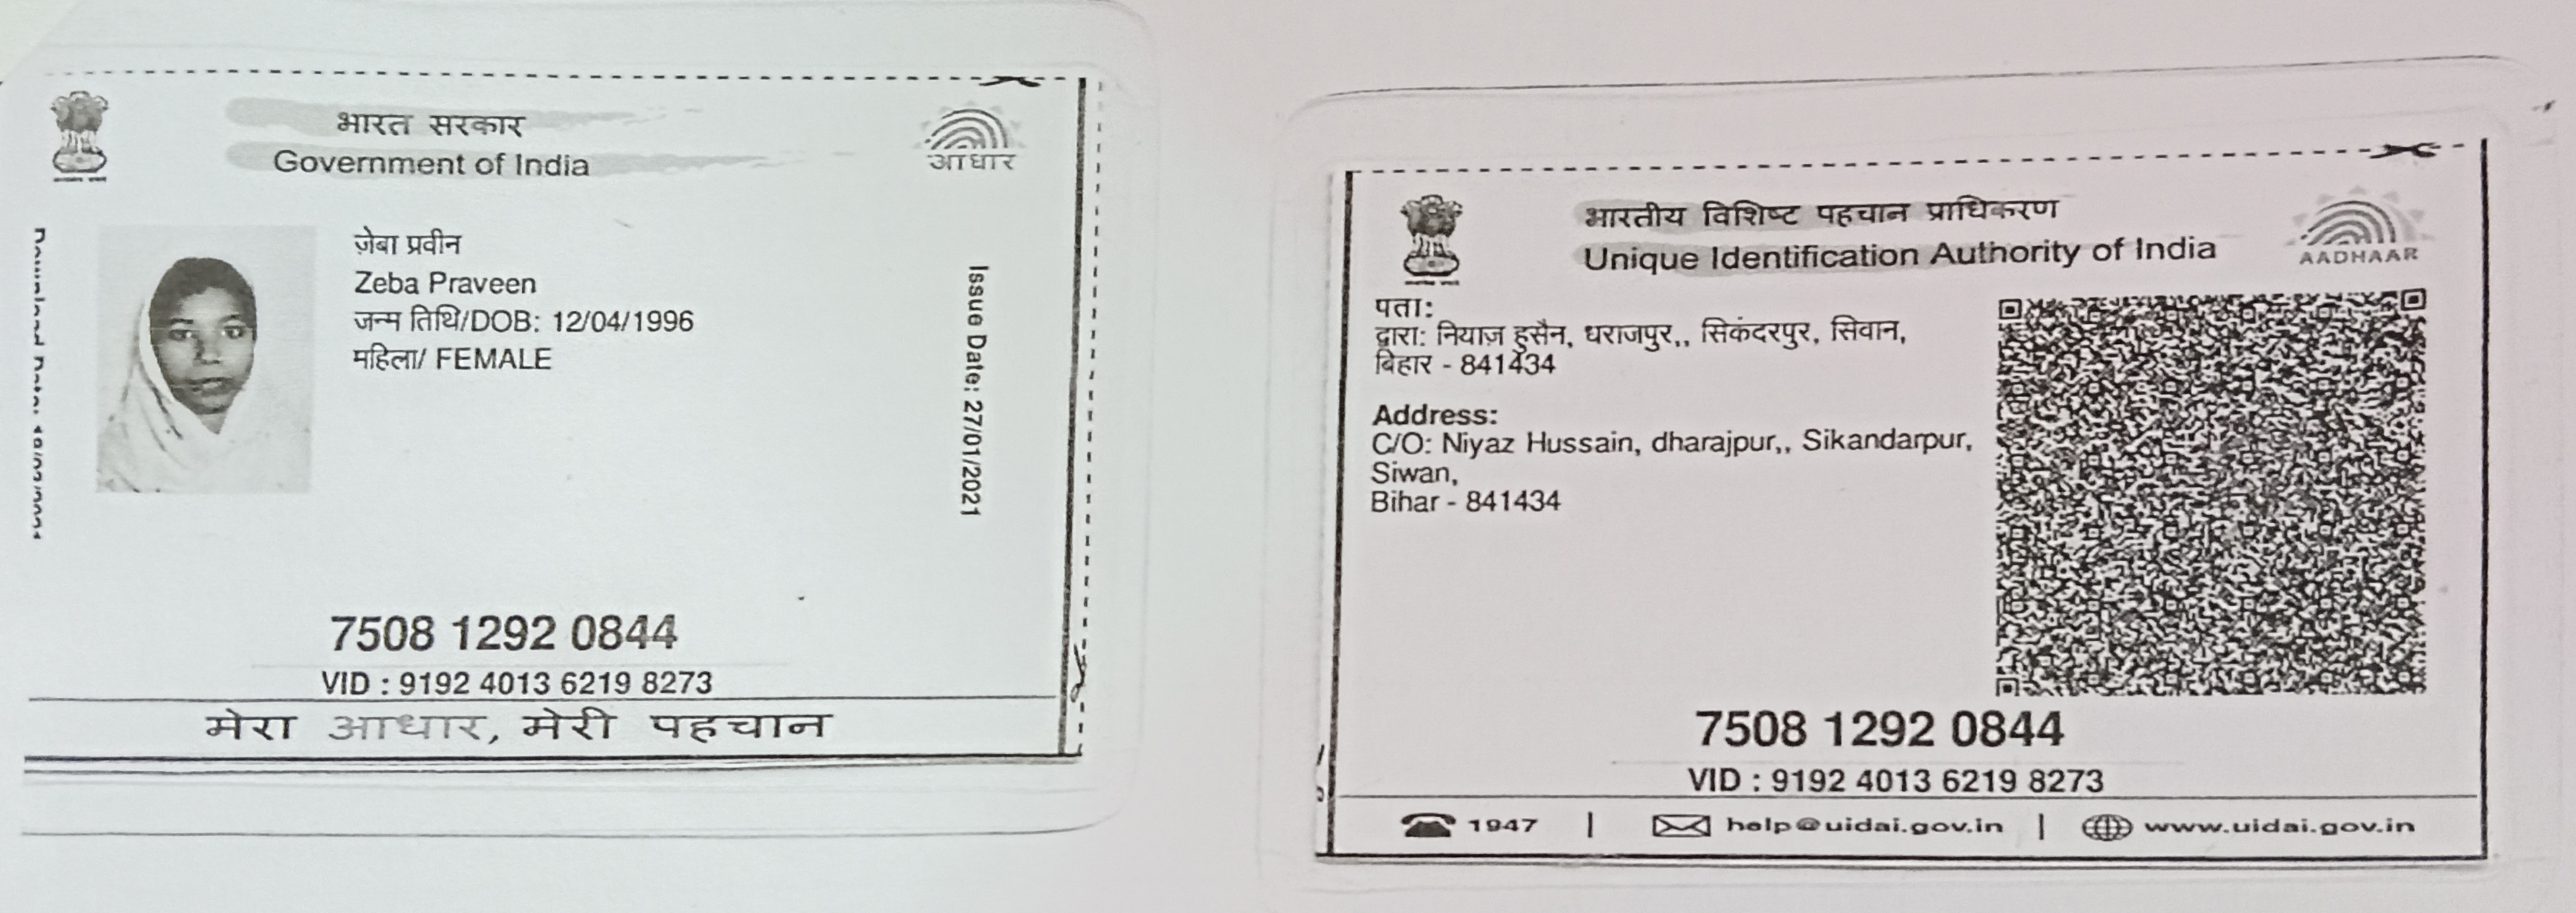 भारत सरकार
Government of India
आधार
ज़ेबा प्रवीन
Zeba Praveen
जन्म तिथि/DOB: 12/04/1996
महिला/ FEMALE
Issue Date: 27/01/2021
7508 1292 0844
VID : 9192 4013 6219 8273
मेरा आधार, मेरी पहचान
भारतीय विशिष्ट पहचान प्राधिकरण
Unique Identification Authority of India
AADHAAR
पता:
द्वारा: नियाज़ हुसैन, धराजपुर,, सिकंदरपुर, सिवान,
बिहार - 841434
Address:
C/O: Niyaz Hussain, dharajpur,, Sikandarpur,
Siwan,
Bihar - 841434
7508 1292 0844
VID : 9192 4013 6219 8273
1947 | help@uidai.gov.in | www.uidai.gov.in